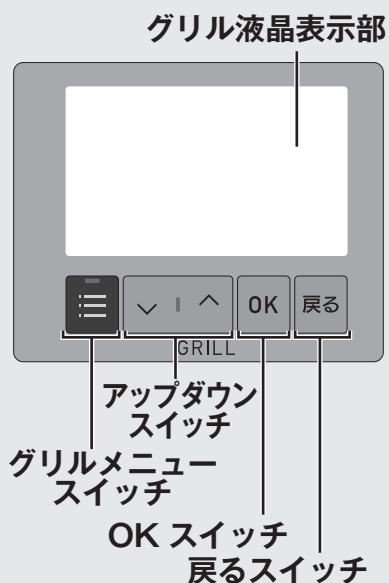 グリル液晶表示部
OK
戻る
GRILL
アップダウン
スイッチ
グリルメニュー
スイッチ
OK スイッチ
戻るスイッチ